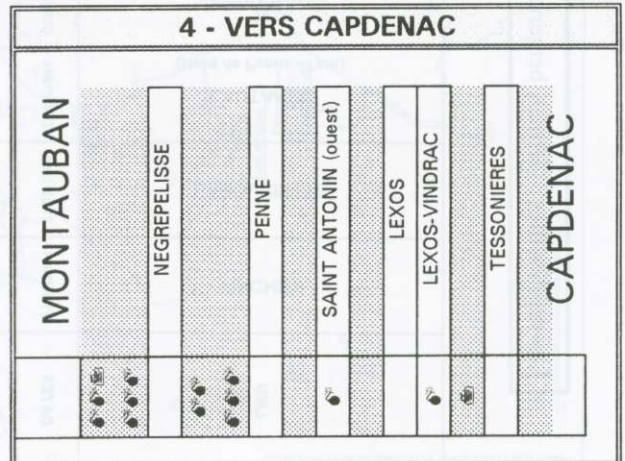 4 - VERS CAPDENAC
MONTAUBAN
NEGREPELISSE
PENNE
SAINT ANTONIN (ouest)
LEXOS
LEXOS-VINDRAC
TESSONIERES
CAPDENAC